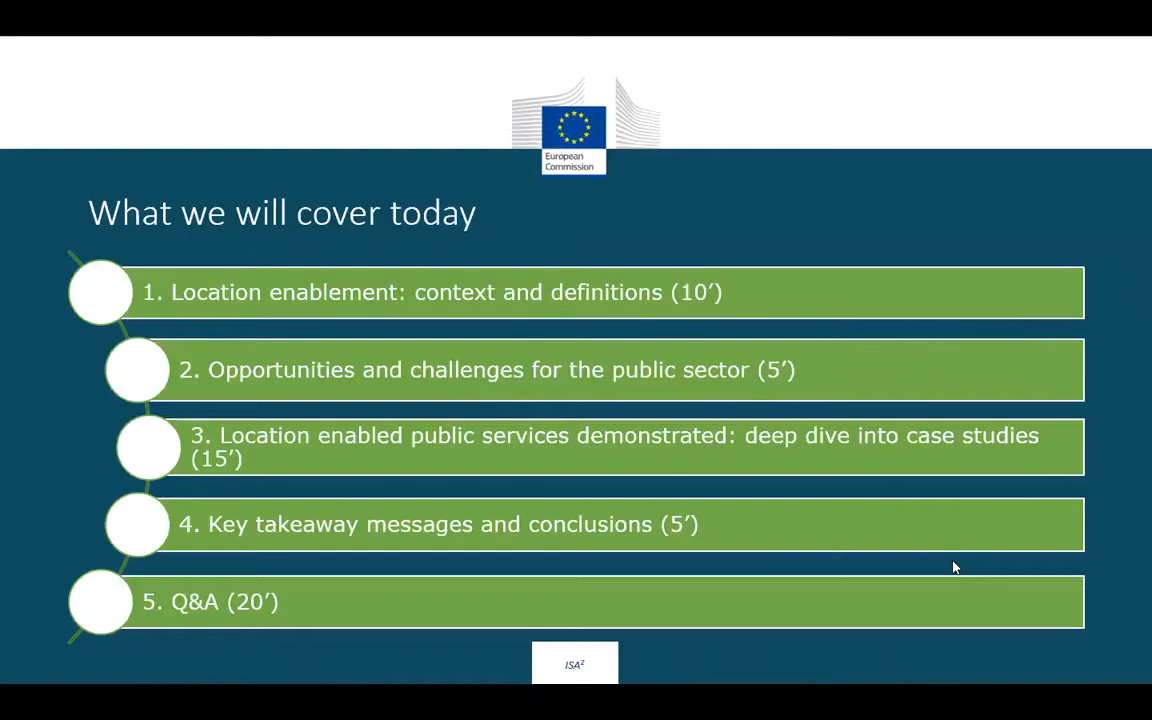 European
Commission
What we will cover today
1. Location enablement: context and definitions (10’)
2. Opportunities and challenges for the public sector (5’)
3. Location enabled public services demonstrated: deep dive into case studies
(15’)
4. Key takeaway messages and conclusions (5’)
5. Q&A (20’)
ISA²